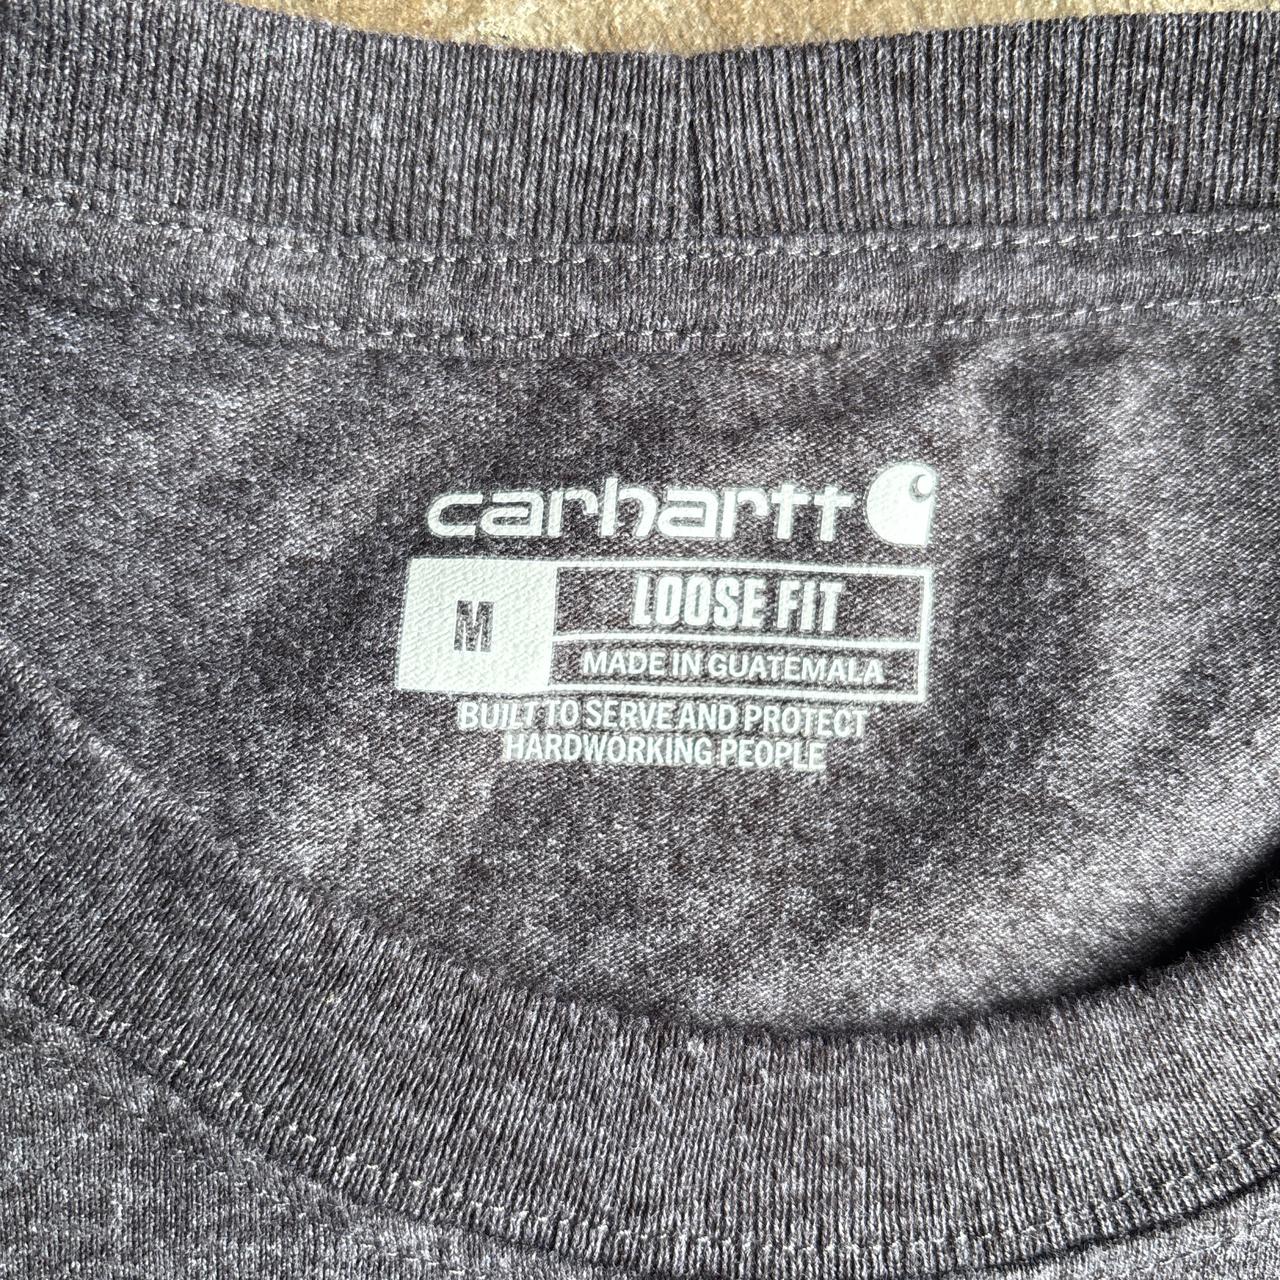 carhartt
M
LOOSE FIT
MADE IN GUATEMALA
BUILT TO SERVE AND PROTECT
HARDWORKING PEOPLE